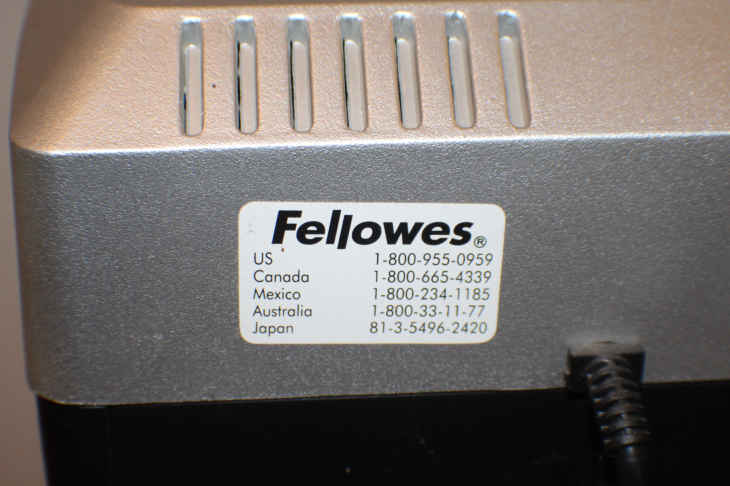 Fellowes®
US 1-800-955-0959
Canada 1-800-665-4339
Mexico 1-800-234-1185
Australia 1-800-33-11-77
Japan 81-3-5496-2420